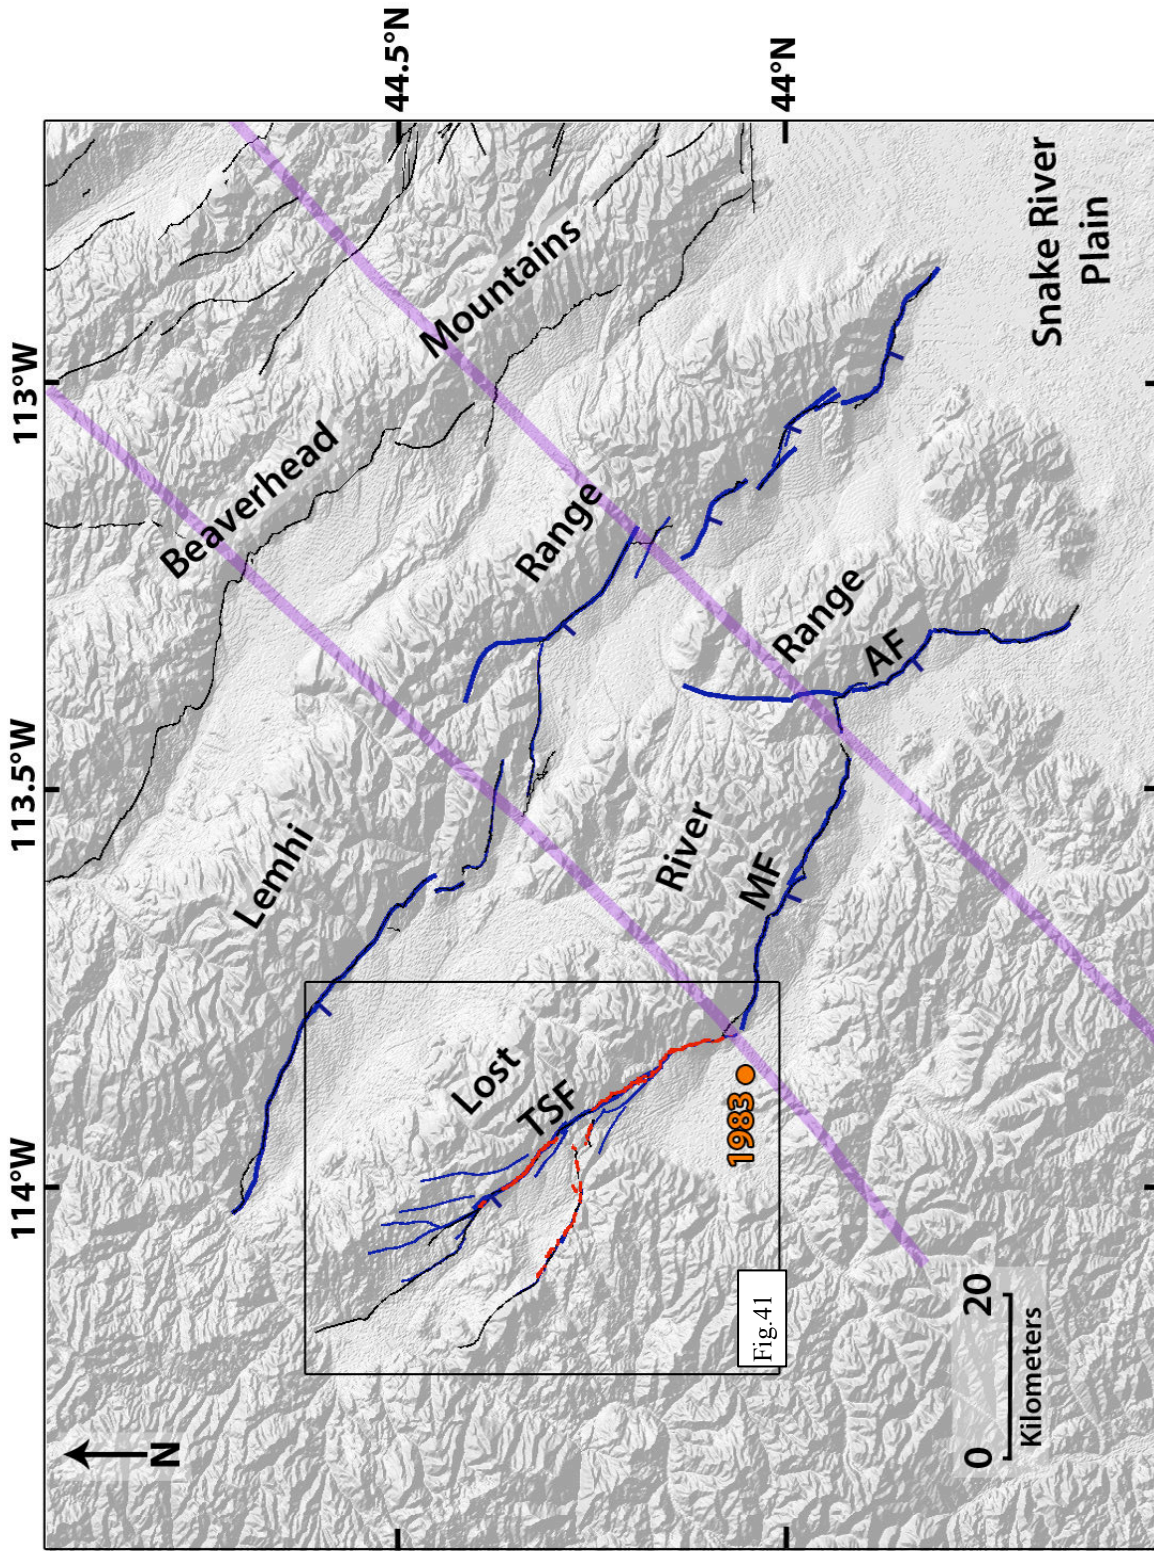 114°W
113.5°W
113°W
44.5°N
44°N
N
Beaverhead
Mountains
Lemhi
Range
Lost
River
Range
TSF
MF
AF
1983
Snake River
Plain
Fig.41
0
20
Kilometers